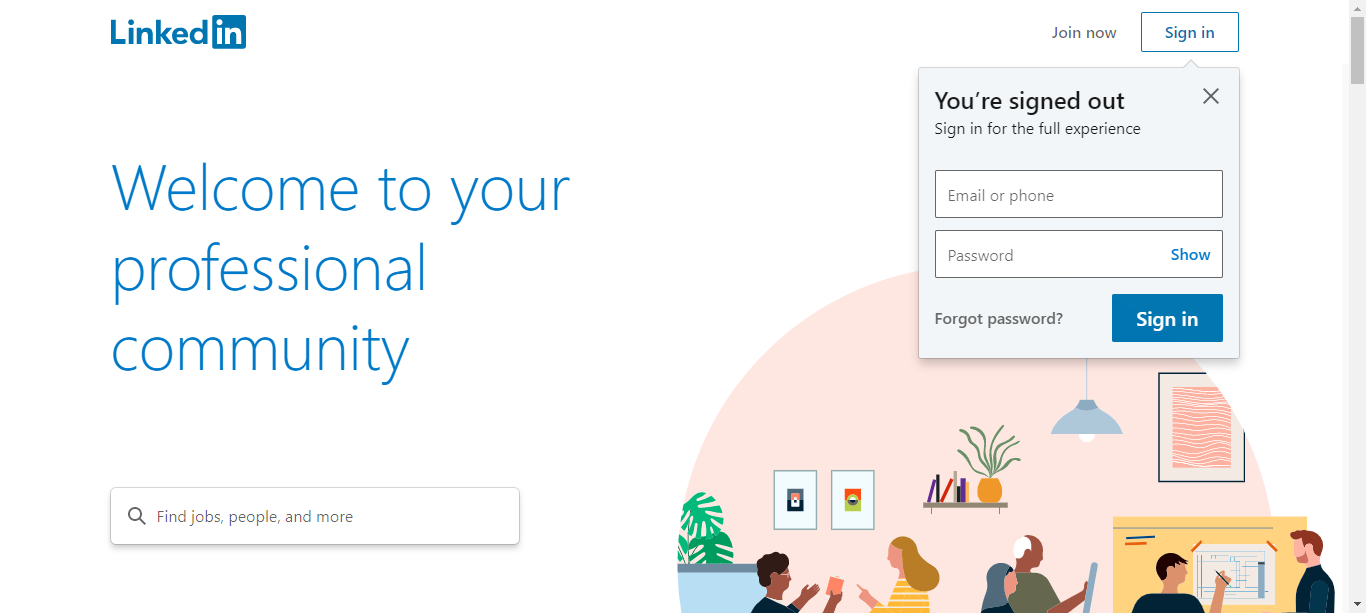 Linkedin
Join now
Sign in
You’re signed out
Sign in for the full experience
Email or phone
Password
Show
Forgot password?
Sign in
Welcome to your
professional
community
Find jobs, people, and more